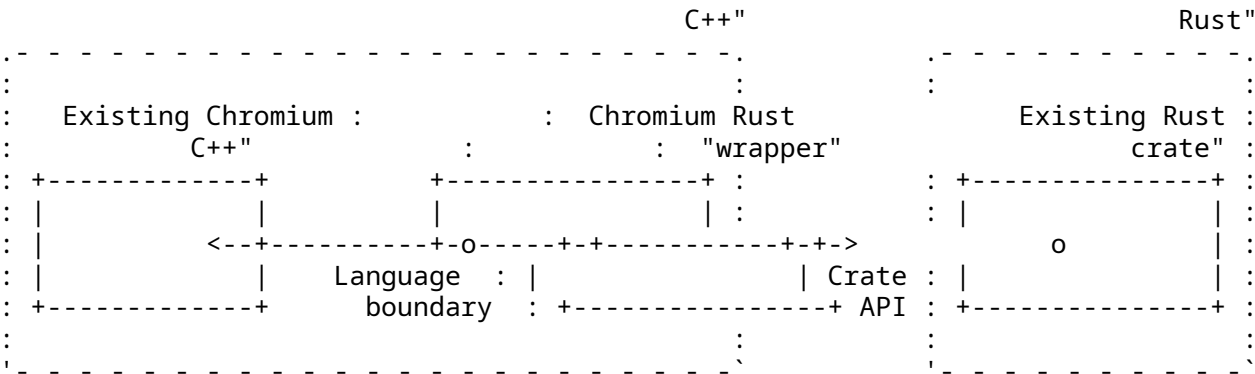 C++" Rust"
Existing Chromium : : Chromium Rust Existing Rust :
C++" : : "wrapper" crate" :
Language : Crate :
boundary : API :